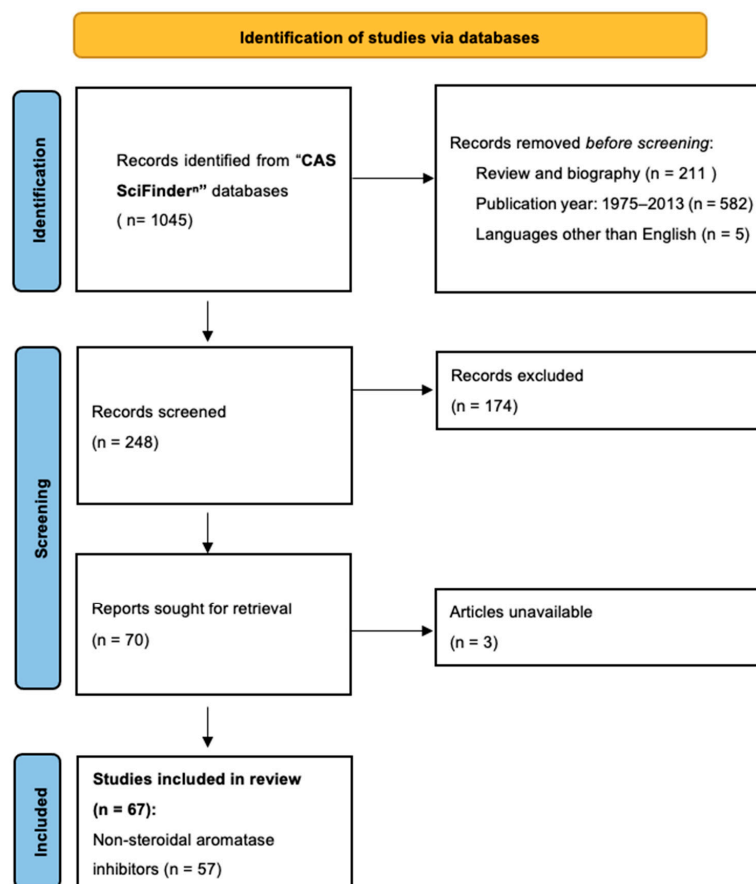 Identification of studies via databases
Identification
Records identified from "CAS
SciFinderⁿ" databases
( n= 1045)
Records removed before screening:
Review and biography (n = 211 )
Publication year: 1975–2013 (n = 582)
Languages other than English (n = 5)
Screening
Records screened
(n = 248)
Records excluded
(n = 174)
Reports sought for retrieval
(n = 70)
Articles unavailable
(n = 3)
Included
Studies included in review
(n = 67):
Non-steroidal aromatase
inhibitors (n = 57)